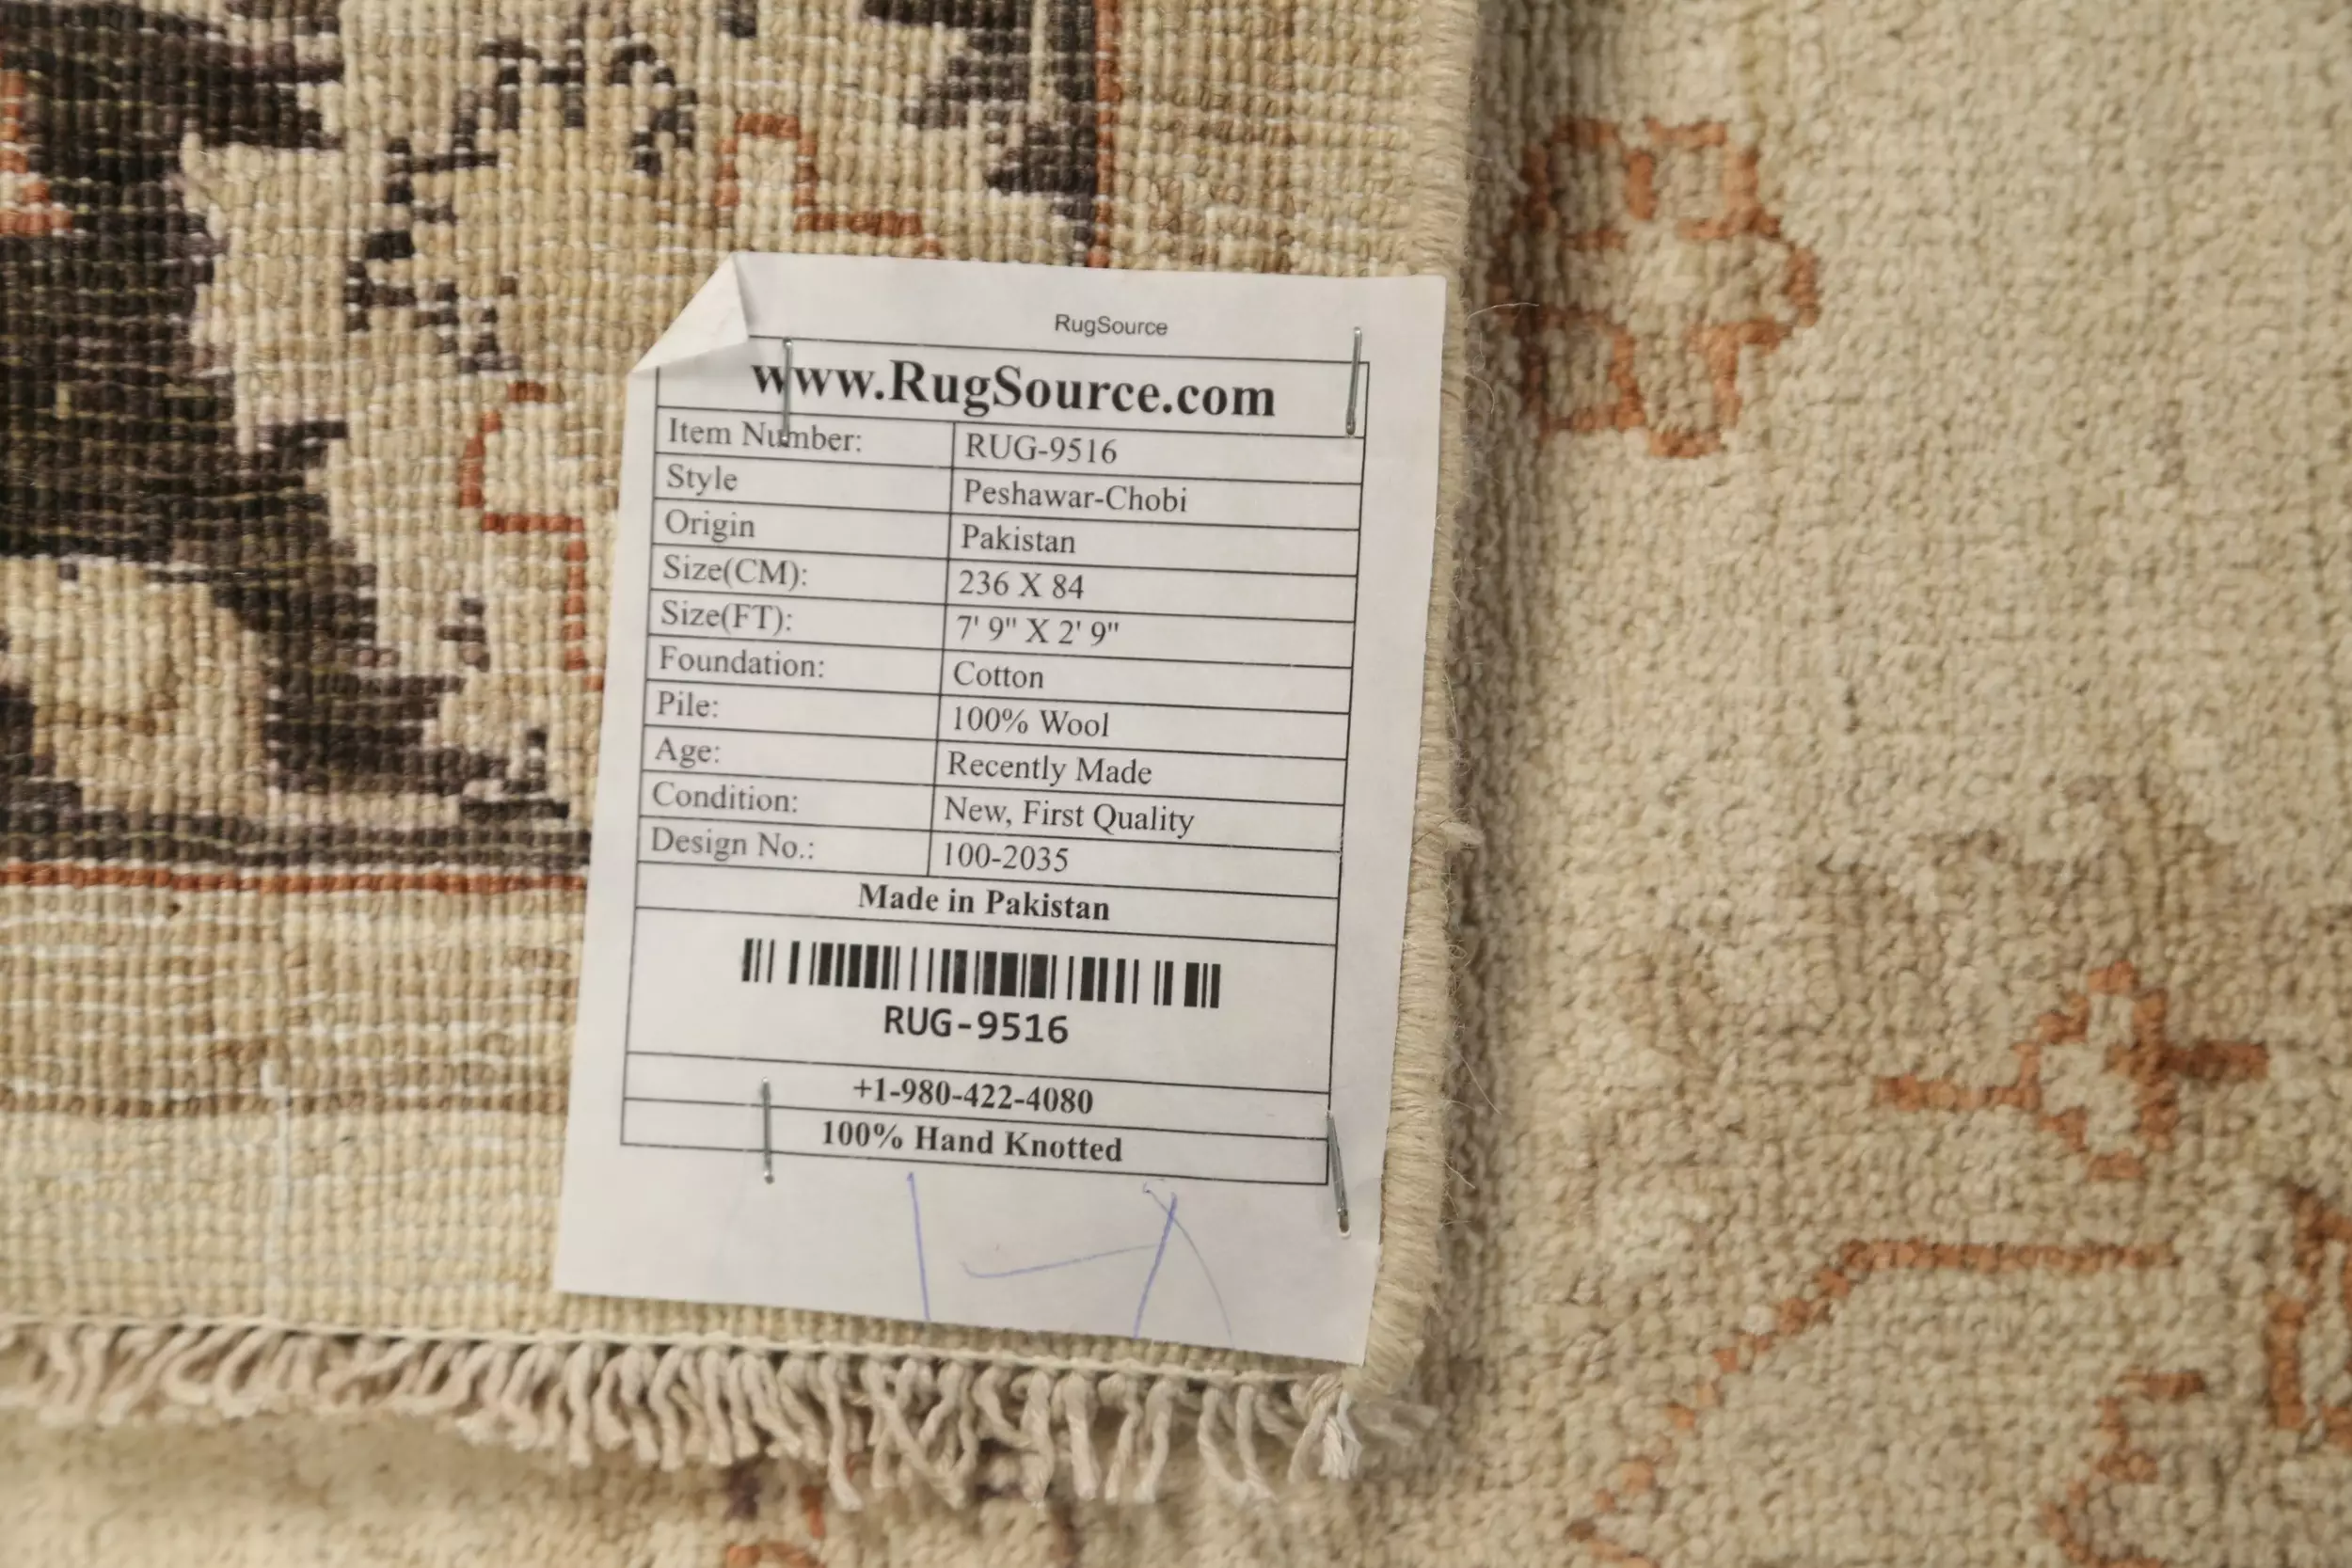 RugSource
www.RugSource.com
Item Number: RUG-9516
Style Peshawar-Chobi
Origin Pakistan
Size(CM): 236 X 84
Size(FT): 7' 9" X 2' 9"
Foundation: Cotton
Pile: 100% Wool
Age: Recently Made
Condition: New, First Quality
Design No.: 100-2035
Made in Pakistan
RUG-9516
+1-980-422-4080
100% Hand Knotted